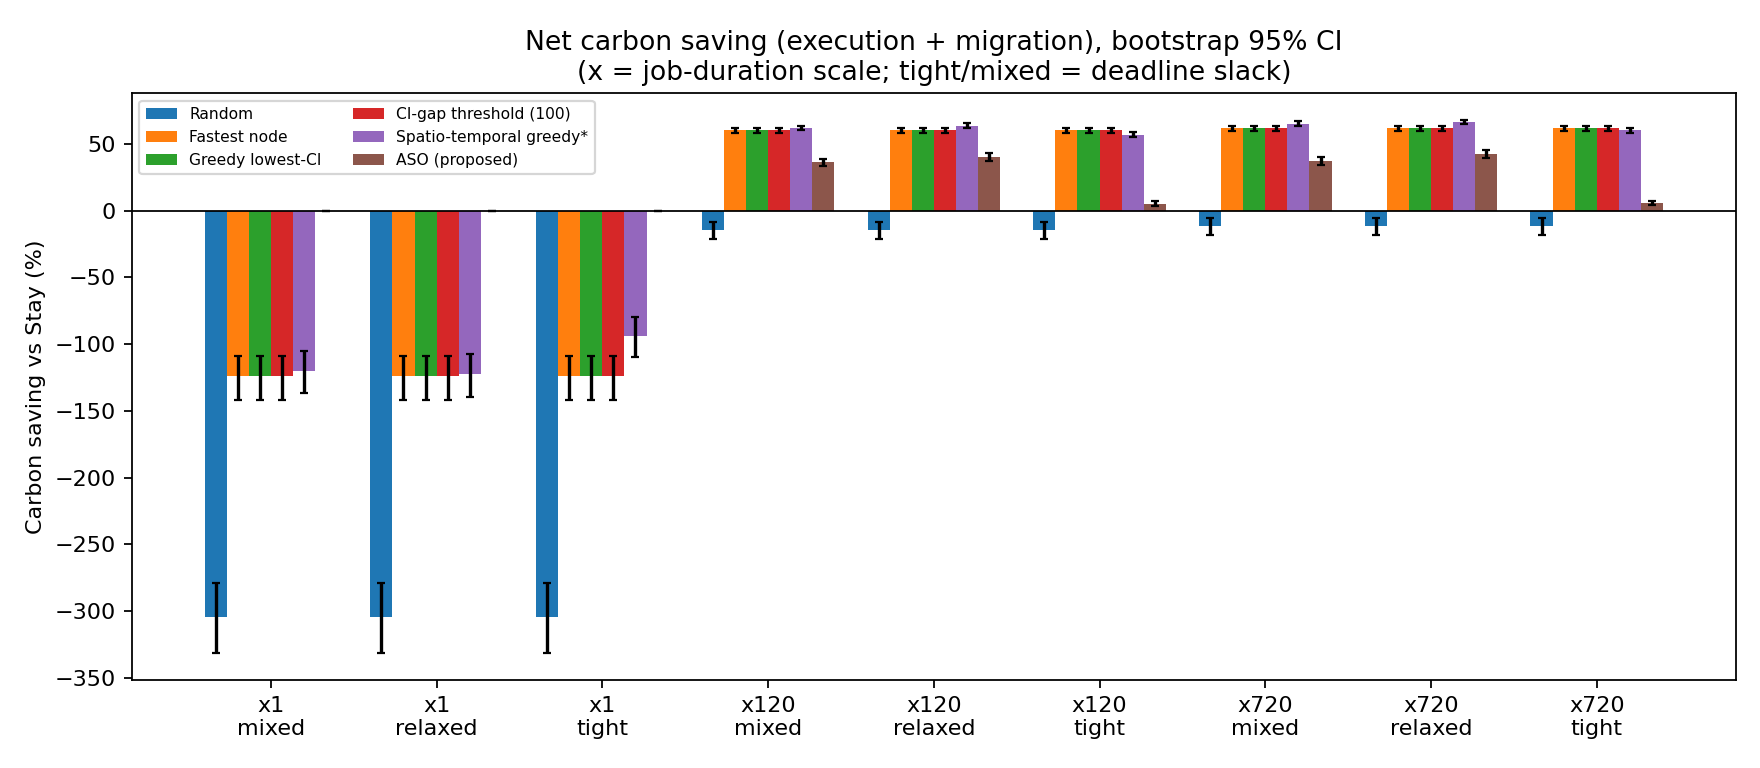 Net carbon saving (execution + migration), bootstrap 95% CI
(x = job-duration scale; tight/mixed = deadline slack)
Random
Fastest node
Greedy lowest-CI
CI-gap threshold (100)
Spatio-temporal greedy*
ASO (proposed)
Carbon saving vs Stay (%)
50
0
−50
−100
−150
−200
−250
−300
−350
x1
mixed
x1
relaxed
x1
tight
x120
mixed
x120
relaxed
x120
tight
x720
mixed
x720
relaxed
x720
tight